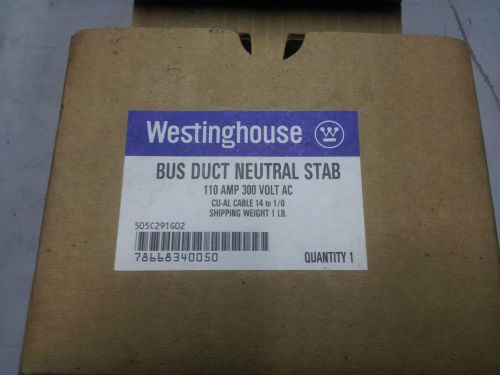 Westinghouse
BUS DUCT NEUTRAL STAB
110 AMP 300 VOLT AC
CU-AL CABLE 14 to 1/0
SHIPPING WEIGHT 1 LB.
505C291G02
78668340050
QUANTITY 1